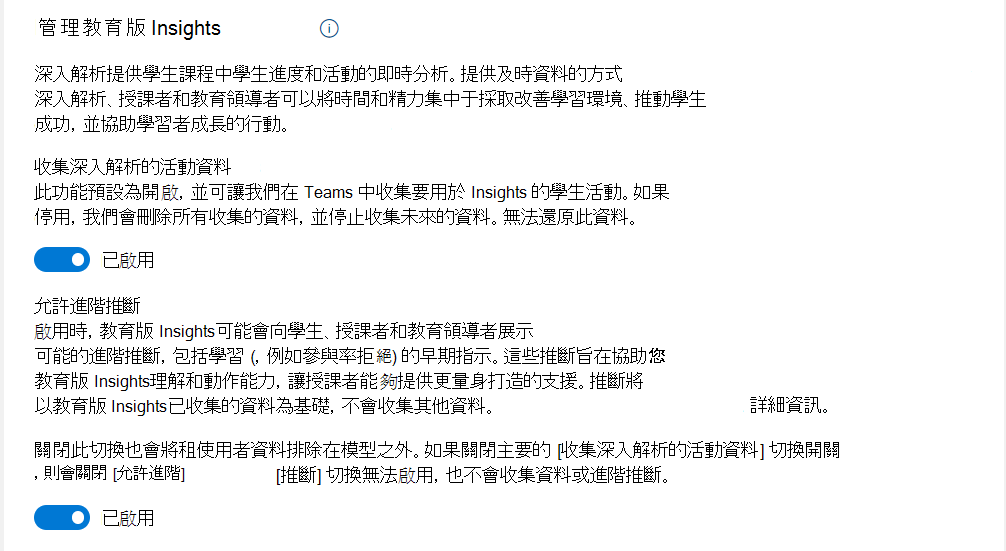 管理教育版 Insights
深入解析提供學生課程中學生進度和活動的即時分析。提供及時資料的方式
深入解析、授課者和教育領導者可以將時間和精力集中于採取改善學習環境、推動學生
成功, 並協助學習者成長的行動。
收集深入解析的活動資料
此功能預設為開啟, 並可讓我們在 Teams 中收集要用於 Insights 的學生活動。如果
停用, 我們會刪除所有收集的資料, 並停止收集未來的資料。無法還原此資料。
已啟用
允許進階推斷
啟用時, 教育版 Insights可能會向學生、授課者和教育領導者展示
可能的進階推斷, 包括學習 (, 例如參與率拒絕) 的早期指示。這些推斷旨在協助您
教育版 Insights理解和動作能力, 讓授課者能夠提供更量身打造的支援。推斷將
以教育版 Insights已收集的資料為基礎, 不會收集其他資料。 詳細資訊。
關閉此切換也會將租使用者資料排除在模型之外。如果關閉主要的 [收集深入解析的活動資料] 切換開關
, 則會關閉 [允許進階] [推斷] 切換無法啟用, 也不會收集資料或進階推斷。
已啟用